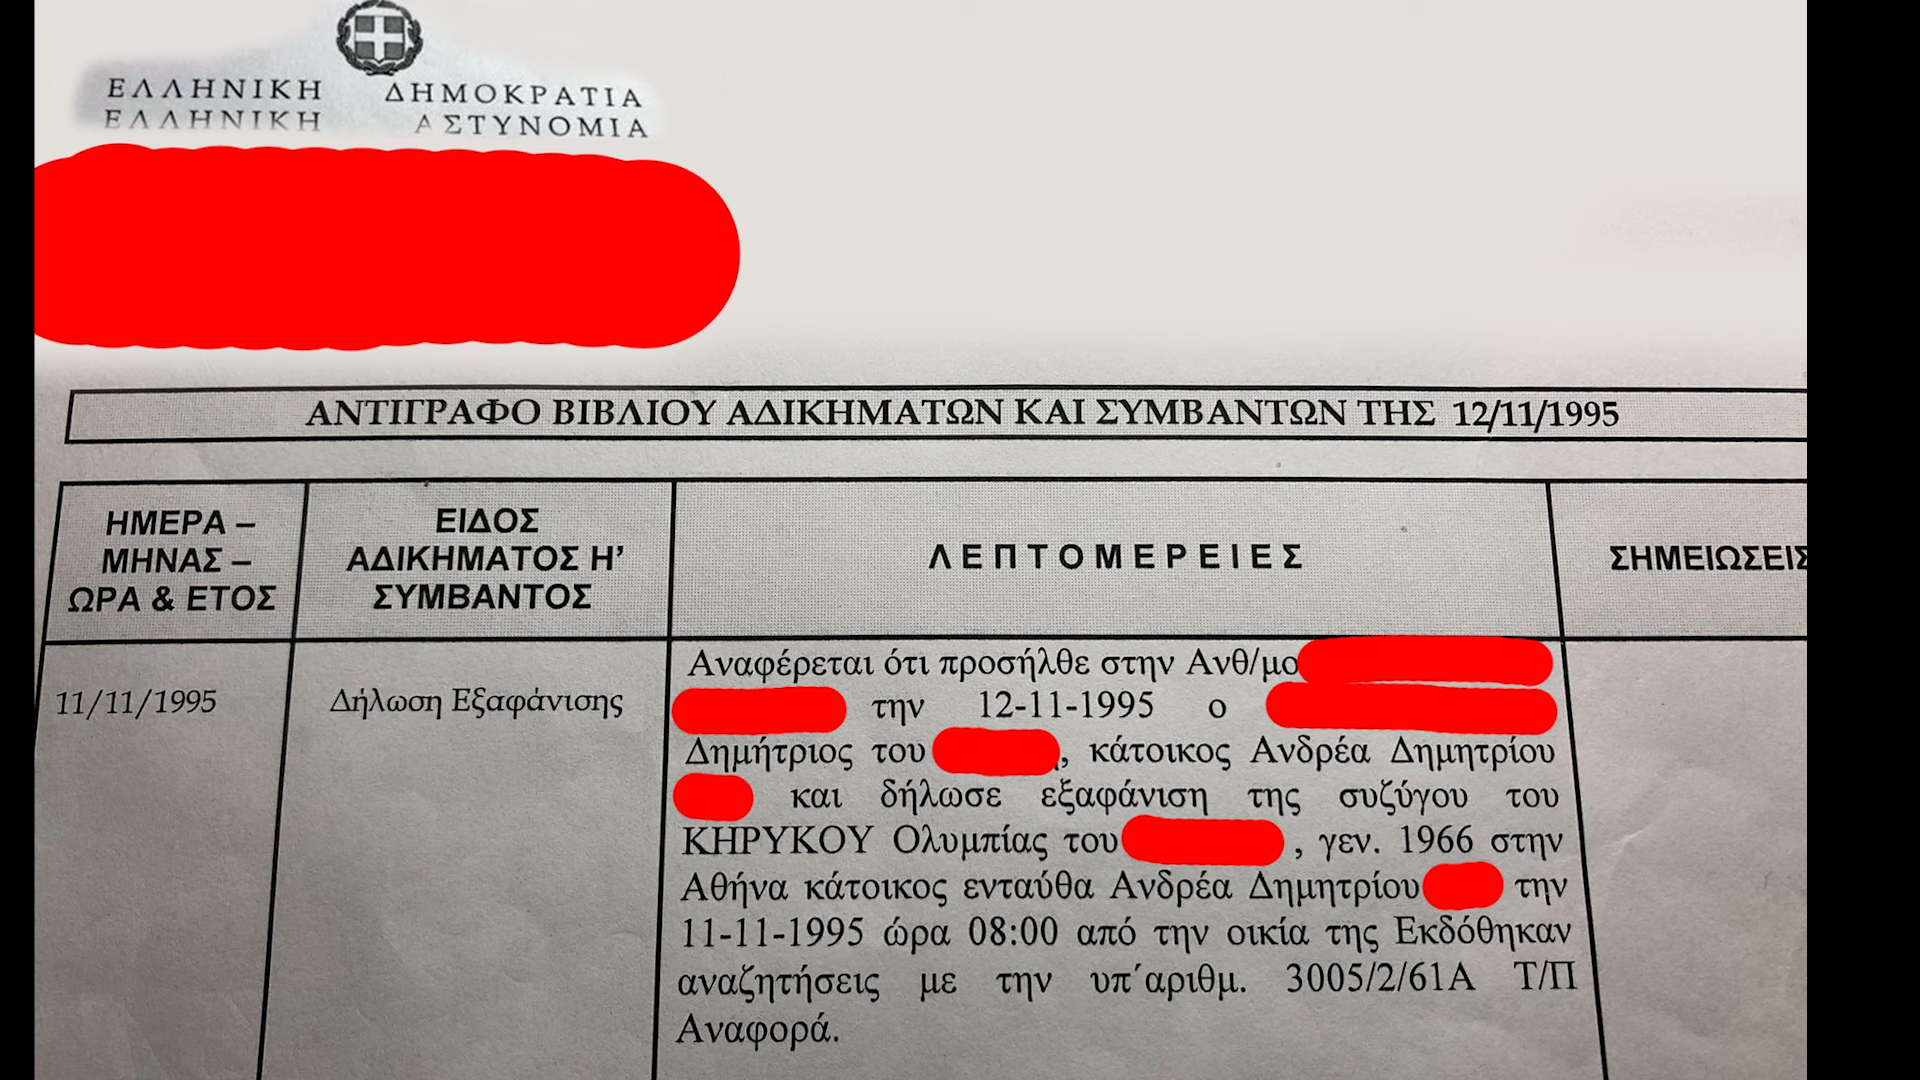 ΕΛΛΗΝΙΚΗ ΔΗΜΟΚΡΑΤΙΑ
ΕΛΛΗΝΙΚΗ ΑΣΤΥΝΟΜΙΑ
ΑΝΤΙΓΡΑΦΟ ΒΙΒΛΙΟΥ ΑΔΙΚΗΜΑΤΩΝ ΚΑΙ ΣΥΜΒΑΝΤΩΝ ΤΗΣ 12/11/1995
ΗΜΕΡΑ –
ΜΗΝΑΣ –
ΩΡΑ & ΕΤΟΣ
ΕΙΔΟΣ
ΑΔΙΚΗΜΑΤΟΣ Η’
ΣΥΜΒΑΝΤΟΣ
ΛΕΠΤΟΜΕΡΕΙΕΣ
ΣΗΜΕΙΩΣΕΙΣ
11/11/1995
Δήλωση Εξαφάνισης
Αναφέρεται ότι προσήλθε στην Ανθ/μο
την 12-11-1995 ο
Δημήτριος του , κάτοικος Ανδρέα Δημητρίου
και δήλωσε εξαφάνιση της συζύγου του
ΚΗΡΥΚΟΥ Ολυμπίας του , γεν. 1966 στην
Αθήνα κάτοικος ενταύθα Ανδρέα Δημητρίου την
11-11-1995 ώρα 08:00 από την οικία της Εκδόθηκαν
αναζητήσεις με την υπ΄αριθμ. 3005/2/61Α Τ/Π
Αναφορά.